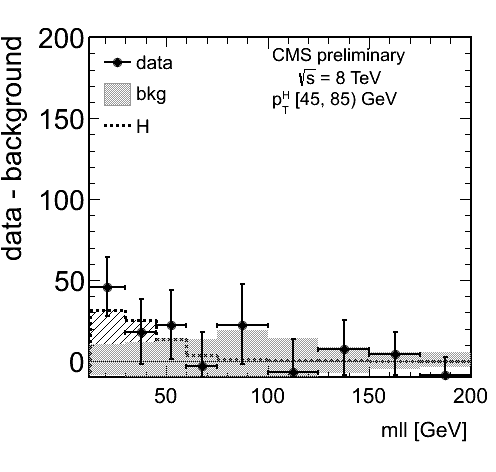 data - background
200
150
100
50
0
data
bkg
H
CMS preliminary
√s = 8 TeV
p_T^H [45, 85) GeV
50
100
150
200
mll [GeV]